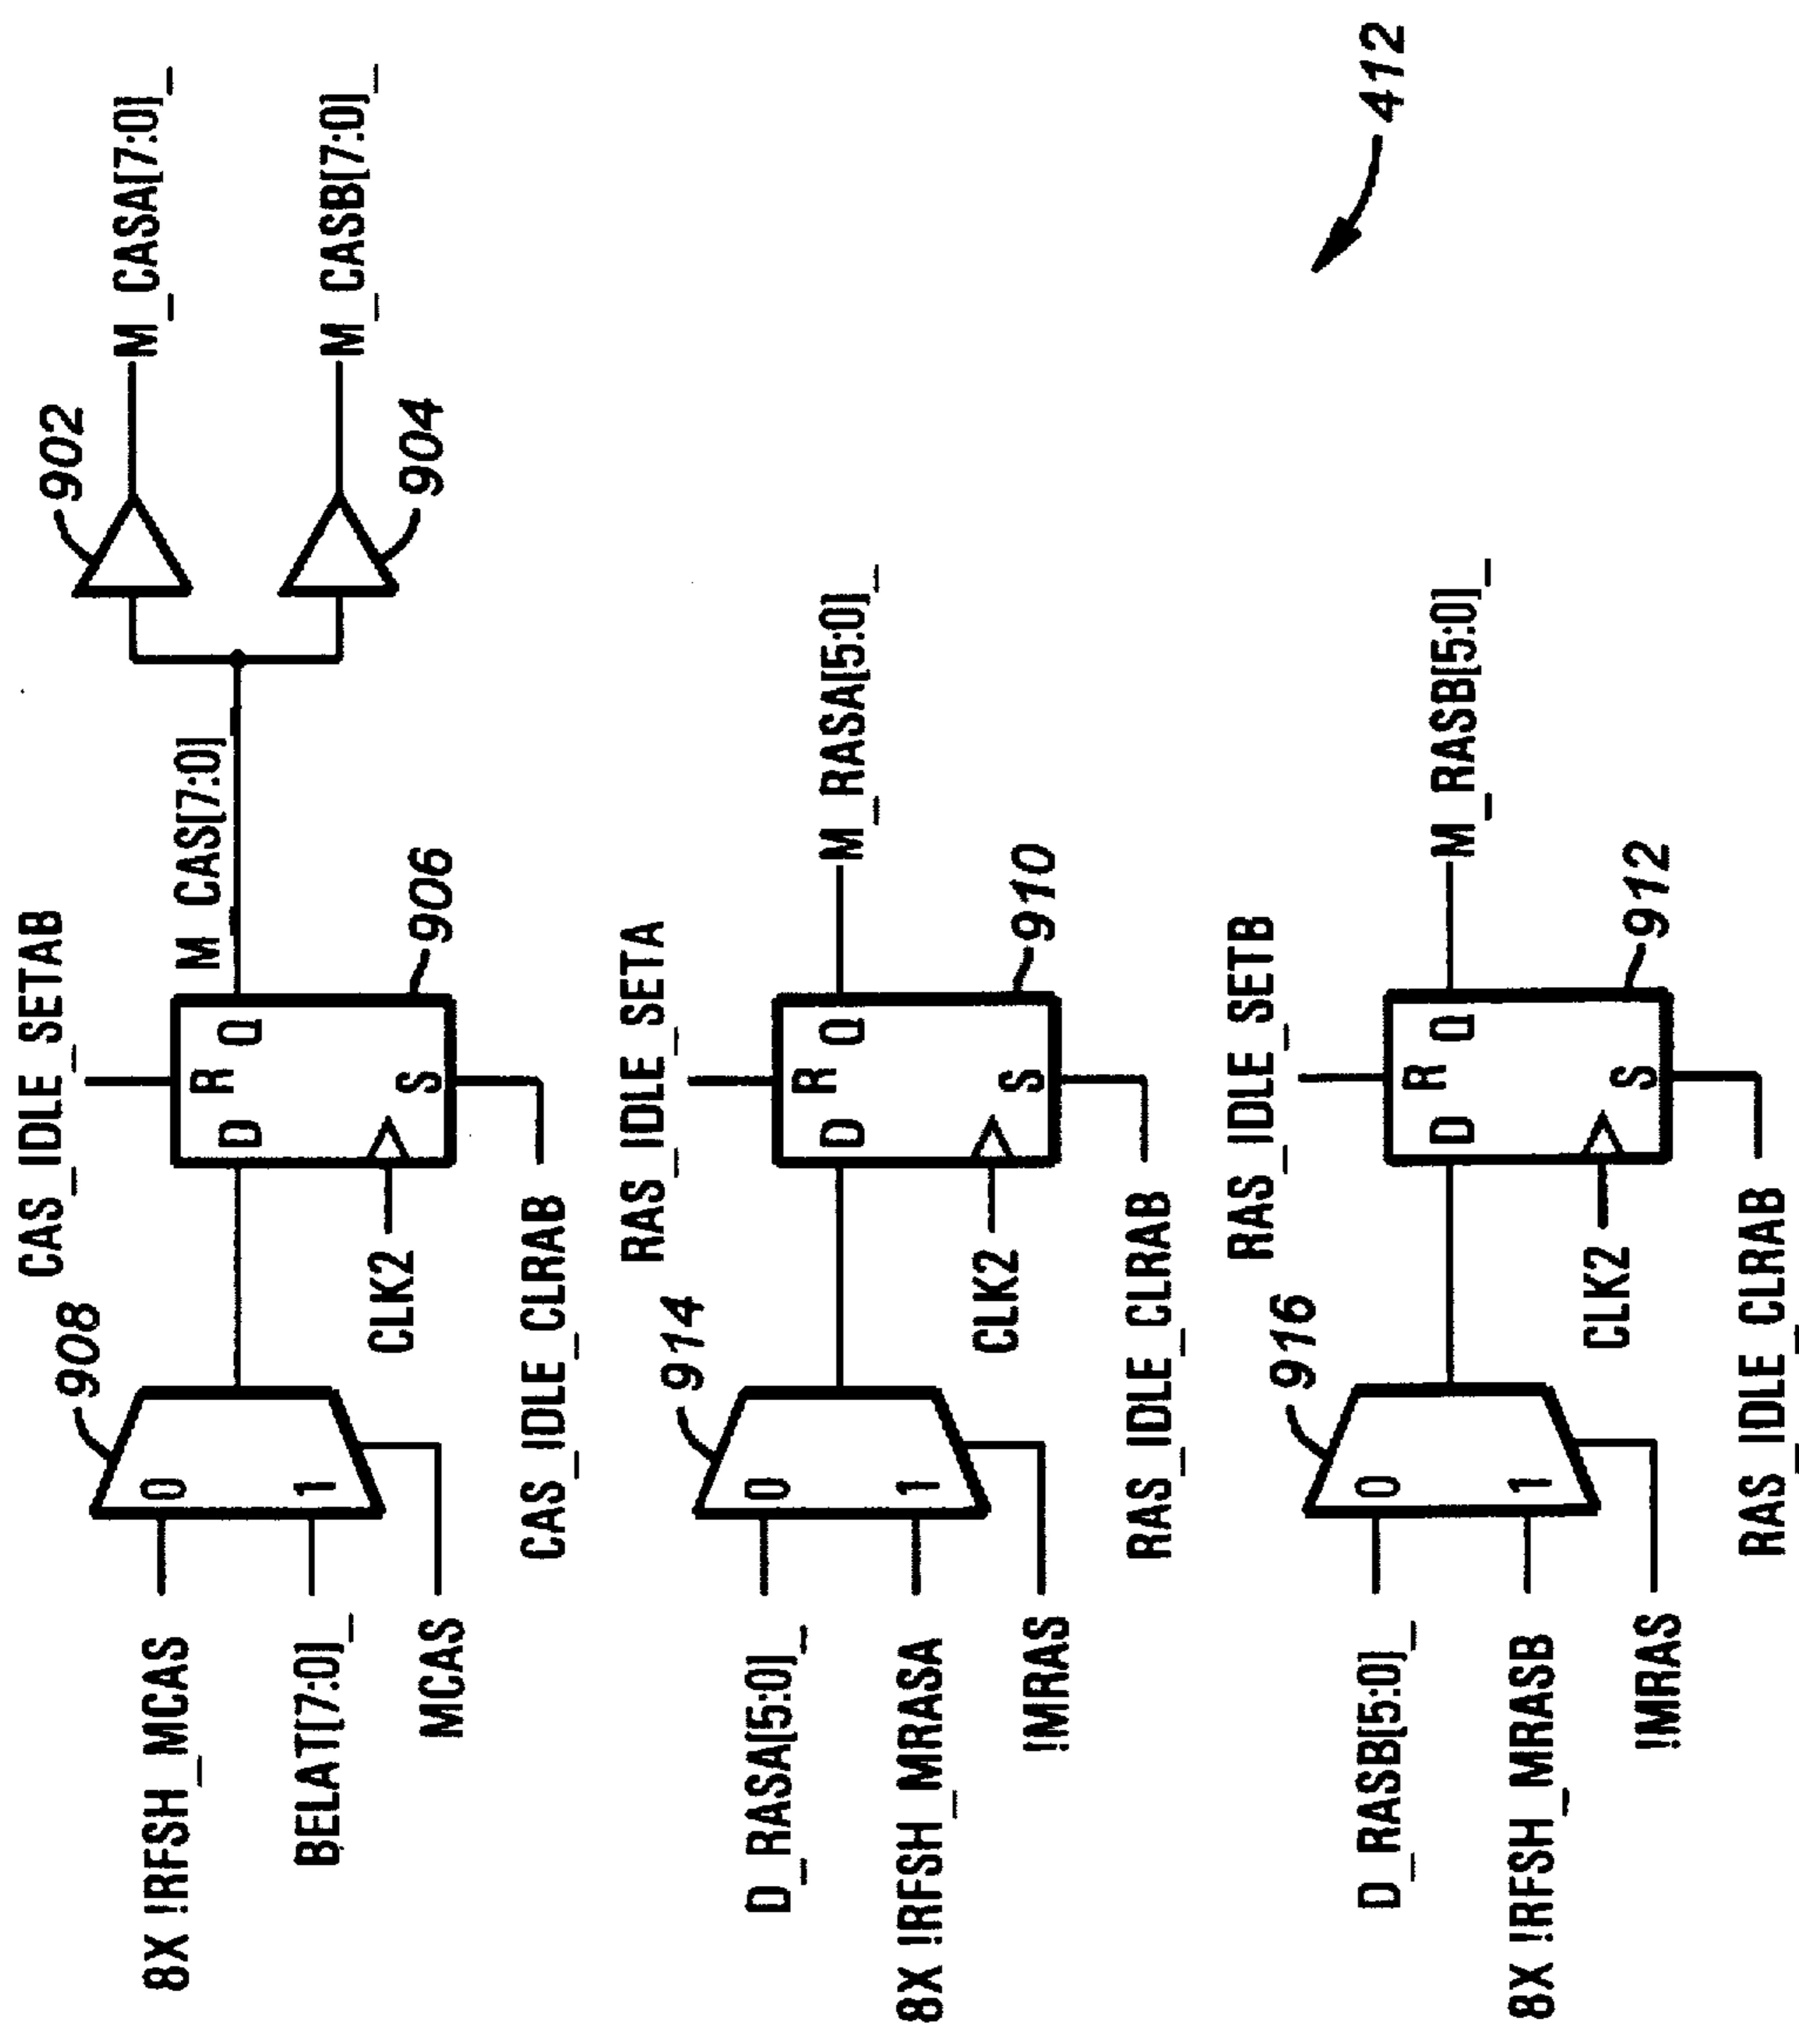 902
M_CASA[7:0]_
904
M_CASB[7:0]_
M_CAS[7:0]_
CAS_IDLE_SETAB
908
8X !RFSH_MCAS
0
BELAT[7:0]_
1
MCAS
R
D
Q
S
CLK2
906
CAS_IDLE_CLRAB
RAS_IDLE_SETA
914
D_RASA[5:0]_
0
8X !RFSH_MRASA
1
!MRAS
R
D
Q
S
CLK2
910
M_RASA[5:0]_
RAS_IDLE_CLRAB
RAS_IDLE_SETB
916
D_RASB[5:0]_
0
8X !RFSH_MRASB
1
!MRAS
R
D
Q
S
CLK2
912
M_RASB[5:0]_
RAS_IDLE_CLRAB
412